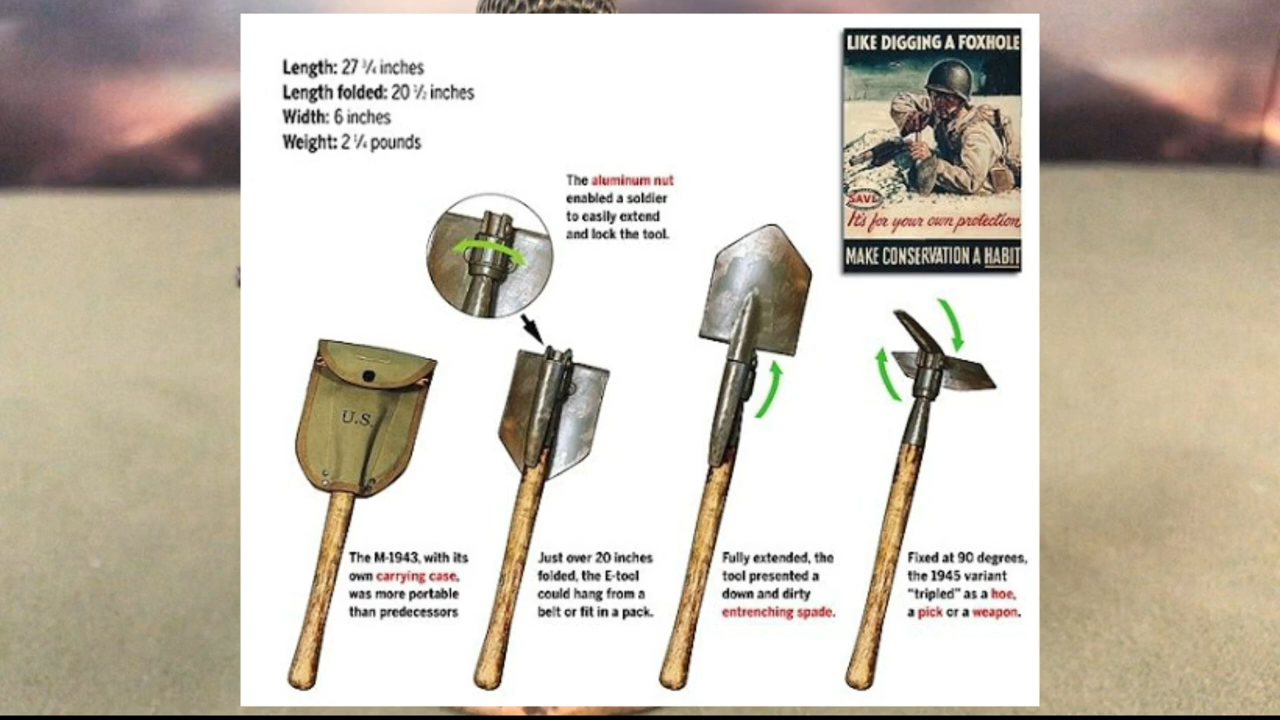 Length: 27 ¾ inches
Length folded: 20 ½ inches
Width: 6 inches
Weight: 2 ¼ pounds
LIKE DIGGING A FOXHOLE
SAVE
It's for your own protection
MAKE CONSERVATION A HABIT
The aluminum nut
enabled a soldier
to easily extend
and lock the tool.
U.S.
The M-1943, with its
own carrying case,
was more portable
than predecessors
Just over 20 inches
folded, the E-tool
could hang from a
belt or fit in a pack.
Fully extended, the
tool presented a
down and dirty
entrenching spade.
Fixed at 90 degrees,
the 1945 variant
"tripled" as a hoe,
a pick or a weapon.